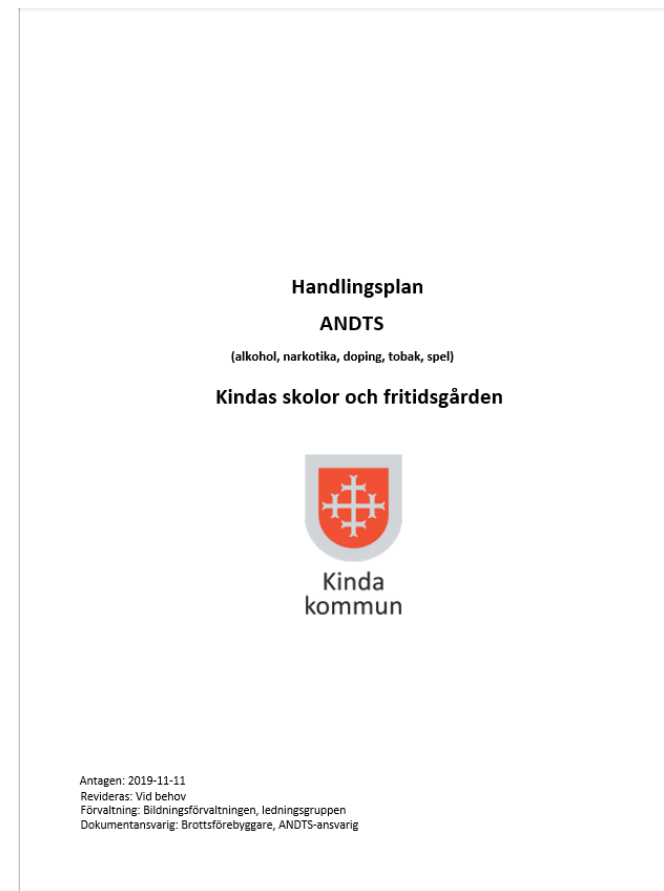 Handlingsplan
ANDTS
(alkohol, narkotika, doping, tobak, spel)
Kindas skolor och fritidsgården
Kinda
kommun
Antagen: 2019-11-11
Revideras: Vid behov
Förvaltning: Bildningsförvaltningen, ledningsgruppen
Dokumentansvarig: Brottsförebyggare, ANDTS-ansvarig